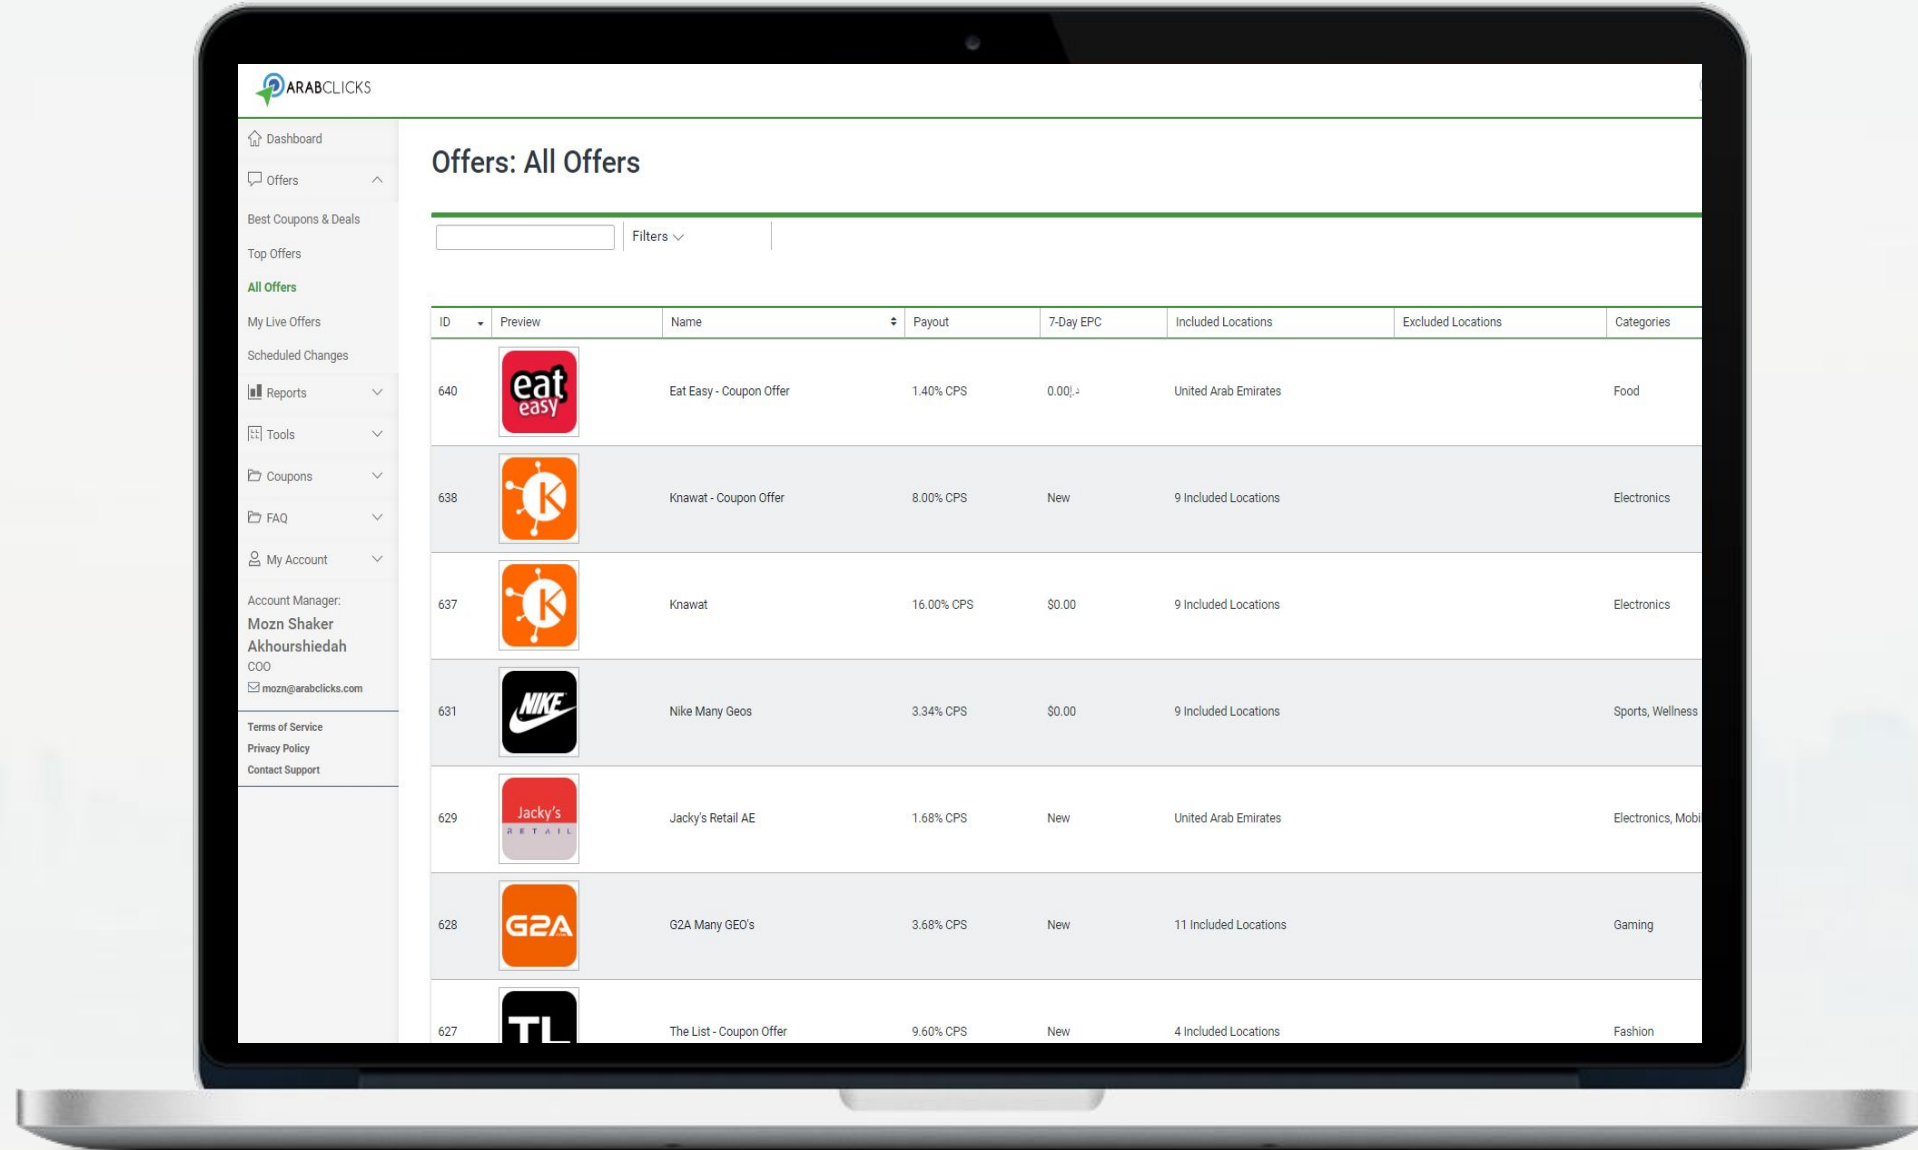 ARABCLICKS
Dashboard
Offers
Best Coupons & Deals
Top Offers
All Offers
My Live Offers
Scheduled Changes
Reports
Tools
Coupons
FAQ
My Account
Account Manager:
Mozn Shaker
Akhourshiedah
COO
mozn@arabclicks.com
Terms of Service
Privacy Policy
Contact Support
Offers: All Offers
Filters
ID Preview Name Payout 7-Day EPC Included Locations Excluded Locations Categories
640 eat easy Eat Easy - Coupon Offer 1.40% CPS 0.00د.إ United Arab Emirates Food
638 K Knawat - Coupon Offer 8.00% CPS New 9 Included Locations Electronics
637 K Knawat 16.00% CPS $0.00 9 Included Locations Electronics
631 NIKE Nike Many Geos 3.34% CPS $0.00 9 Included Locations Sports, Wellness
629 Jacky's RETAIL Jacky's Retail AE 1.68% CPS New United Arab Emirates Electronics, Mobi
628 G2A G2A Many GEO's 3.68% CPS New 11 Included Locations Gaming
627 TL The List - Coupon Offer 9.60% CPS New 4 Included Locations Fashion